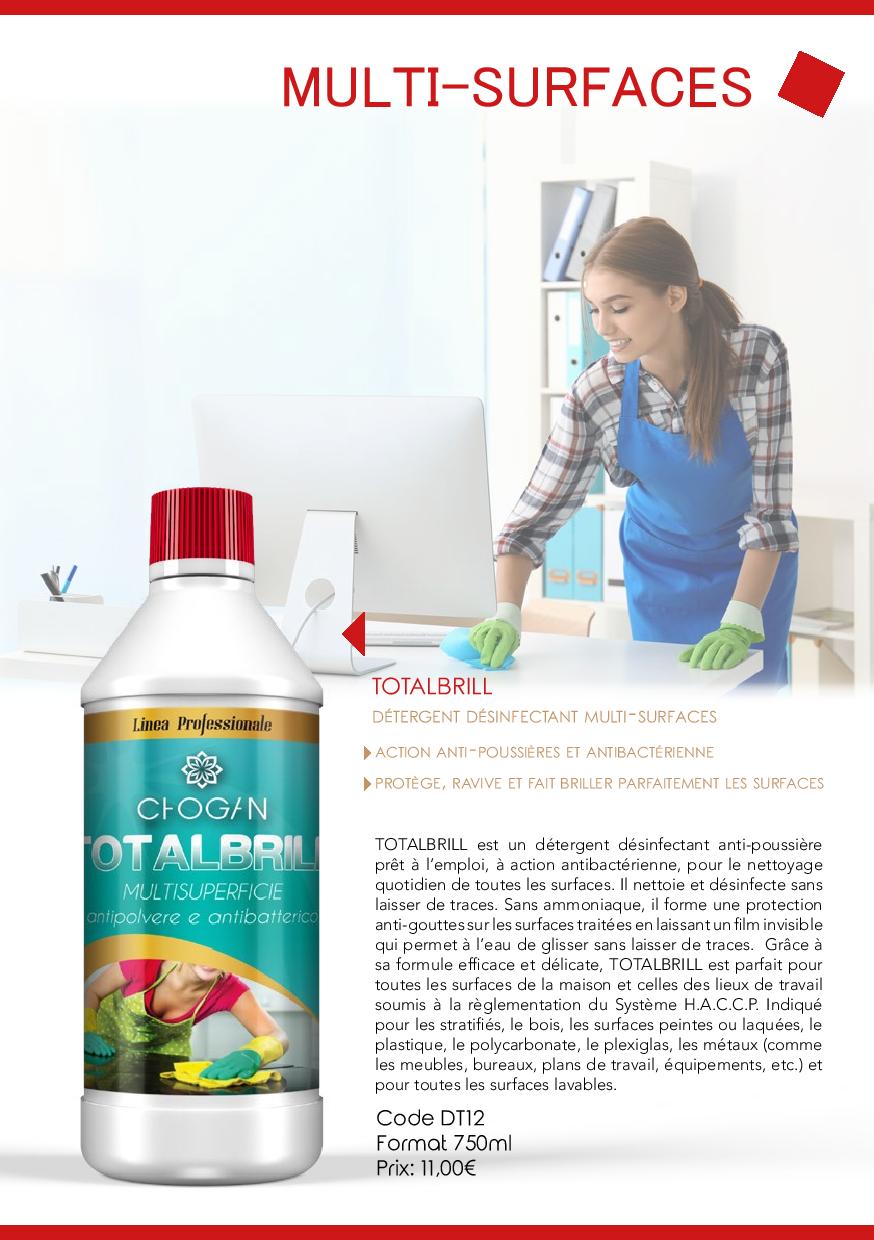 MULTI-SURFACES
Linea Professionale
CHOGAN
TOTALBRILL
MULTISUPERFICIE
antipolvere e antibatterico
TOTALBRILL
DÉTERGENT DÉSINFECTANT MULTI-SURFACES
ACTION ANTI-POUSSIÈRES ET ANTIBACTÉRIENNE
PROTÈGE, RAVIVE ET FAIT BRILLER PARFAITEMENT LES SURFACES
TOTALBRILL est un détergent désinfectant anti-poussière
prêt à l'emploi, à action antibactérienne, pour le nettoyage
quotidien de toutes les surfaces. Il nettoie et désinfecte sans
laisser de traces. Sans ammoniaque, il forme une protection
anti-gouttes sur les surfaces traitées en laissant un film invisible
qui permet à l'eau de glisser sans laisser de traces. Grâce à
sa formule efficace et délicate, TOTALBRILL est parfait pour
toutes les surfaces de la maison et celles des lieux de travail
soumis à la règlementation du Système H.A.C.C.P. Indiqué
pour les stratifiés, le bois, les surfaces peintes ou laquées, le
plastique, le polycarbonate, le plexiglas, les métaux (comme
les meubles, bureaux, plans de travail, équipements, etc.) et
pour toutes les surfaces lavables.
Code DT12
Format 750ml
Prix: 11,00€